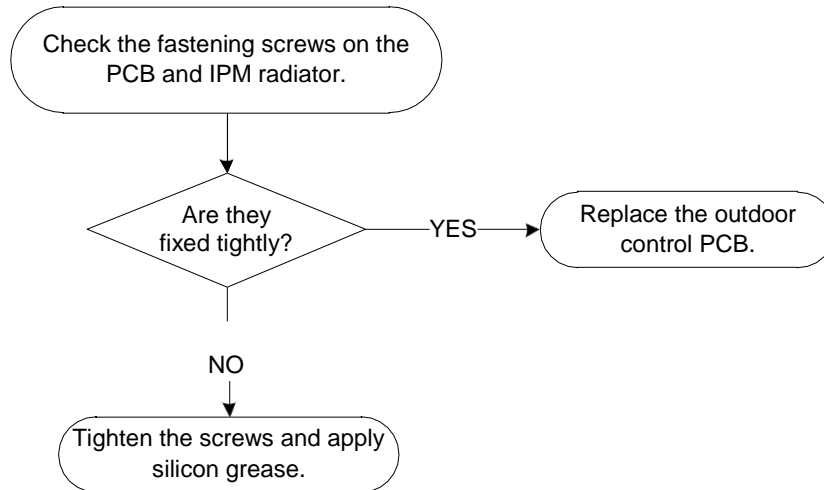 Check the fastening screws on the
PCB and IPM radiator.
Are they
fixed tightly?
YES
Replace the outdoor
control PCB.
NO
Tighten the screws and apply
silicon grease.